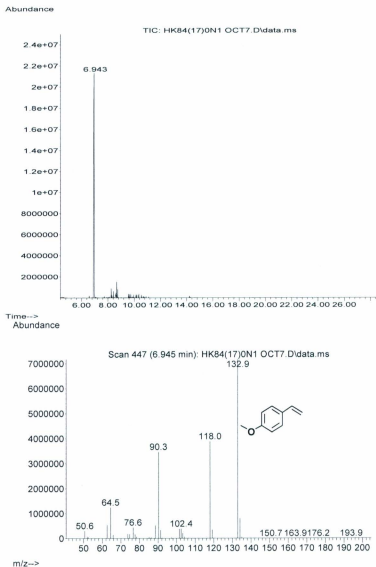 Abundance
TIC: HK84(17)0N1 OCT7.D\data.ms
2.4e+07
2.2e+07
6.943
2e+07
1.8e+07
1.6e+07
1.4e+07
1.2e+07
1e+07
8000000
6000000
4000000
2000000
6.00 8.00 10.00 12.00 14.00 16.00 18.00 20.00 22.00 24.00 26.00
Time-->
Abundance
Scan 447 (6.945 min): HK84(17)0N1 OCT7.D\data.ms
7000000
132.9
6000000
5000000
O
4000000
118.0
90.3
3000000
2000000
64.5
1000000
50.6 76.6 102.4
150.7 163.9 176.2 193.9
0
50 60 70 80 90 100 110 120 130 140 150 160 170 180 190 200
m/z-->